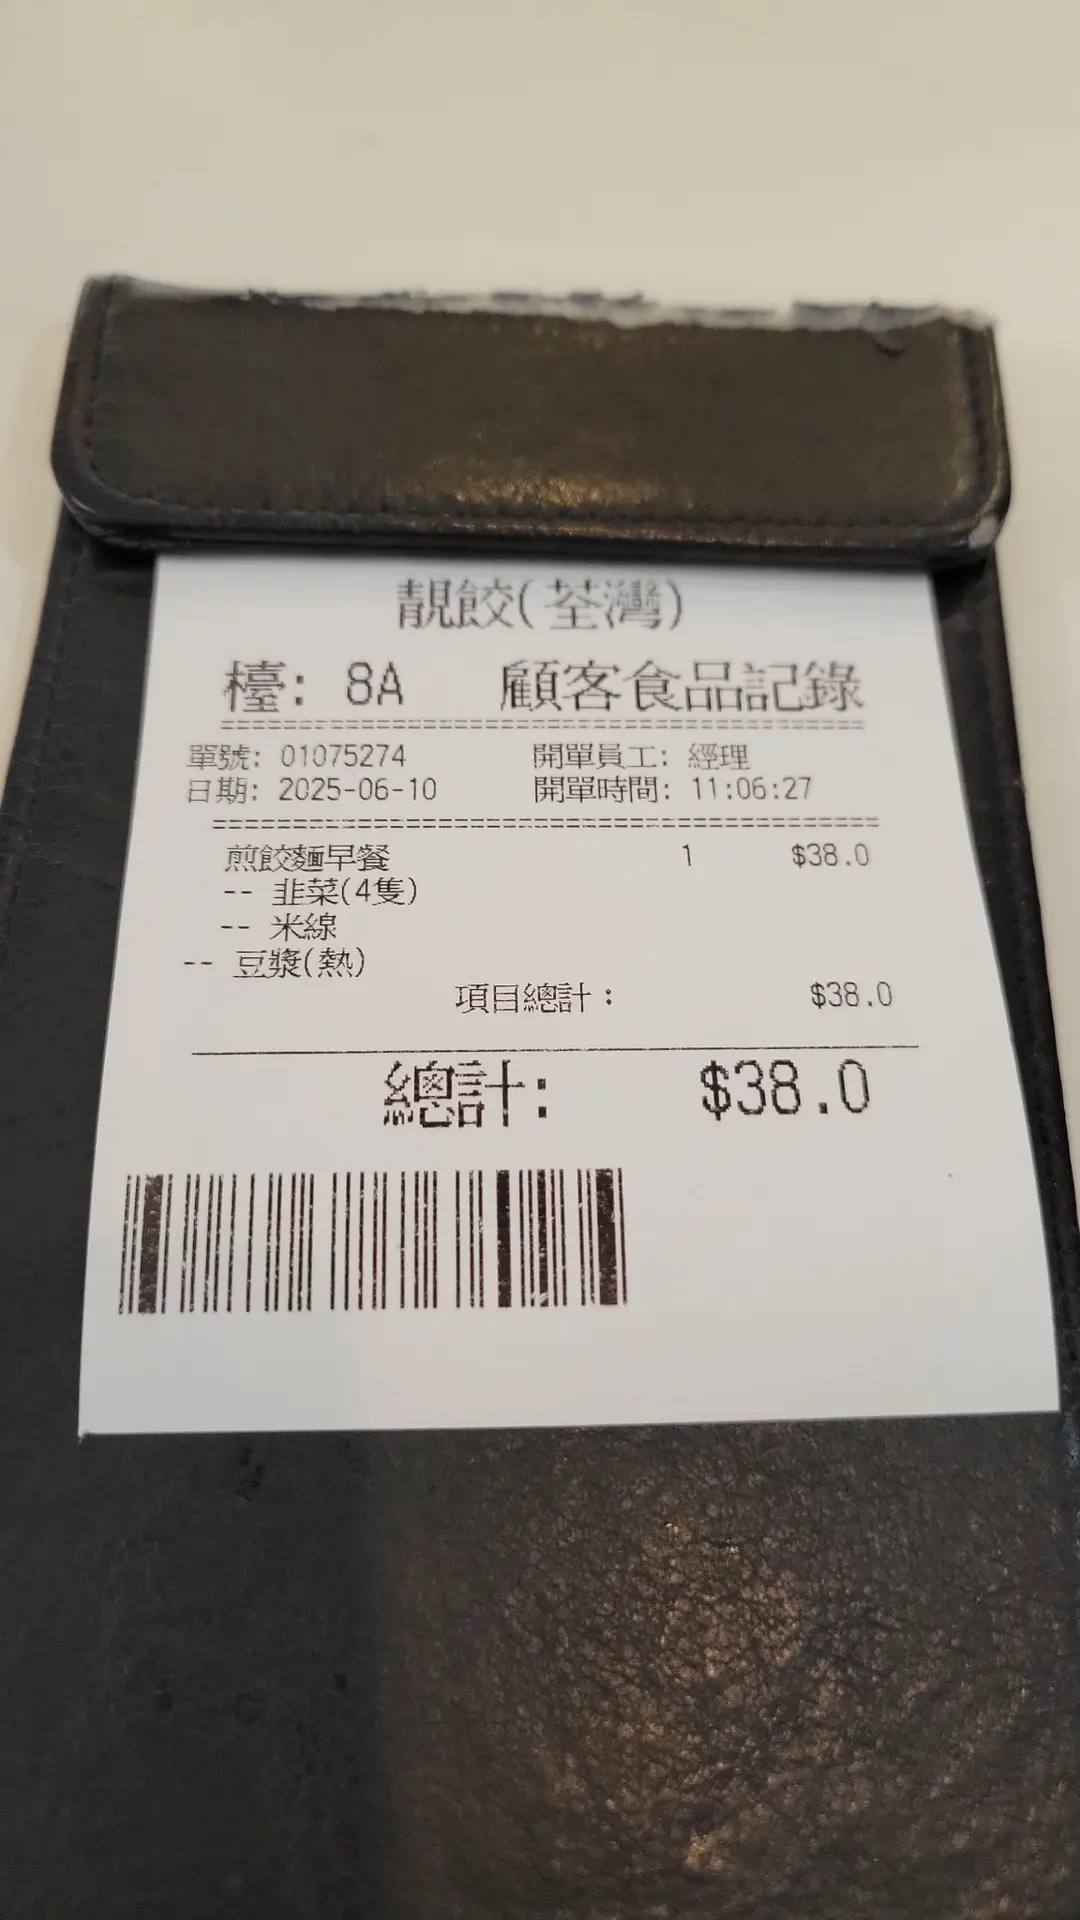 靚餃(荃灣)
檯: 8A 顧客食品記錄
單號: 01075274 開單員工: 經理
日期: 2025-06-10 開單時間: 11:06:27
煎餃麵早餐 1 $38.0
-- 韭菜(4隻)
-- 米線
-- 豆漿(熱)
項目總計： $38.0
總計: $38.0